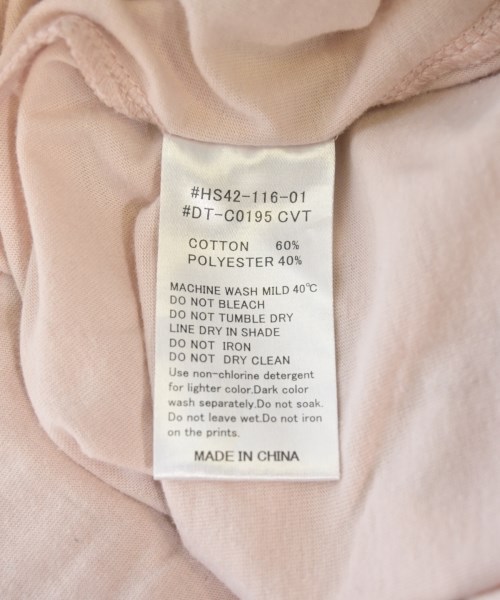 #HS42-116-01
#DT-C0195 CVT
COTTON 60%
POLYESTER 40%
MACHINE WASH MILD 40℃
DO NOT BLEACH
DO NOT TUMBLE DRY
LINE DRY IN SHADE
DO NOT IRON
DO NOT DRY CLEAN
Use non-chlorine detergent
for lighter color.Dark color
wash separately.Do not soak.
Do not leave wet.Do not iron
on the prints.
MADE IN CHINA